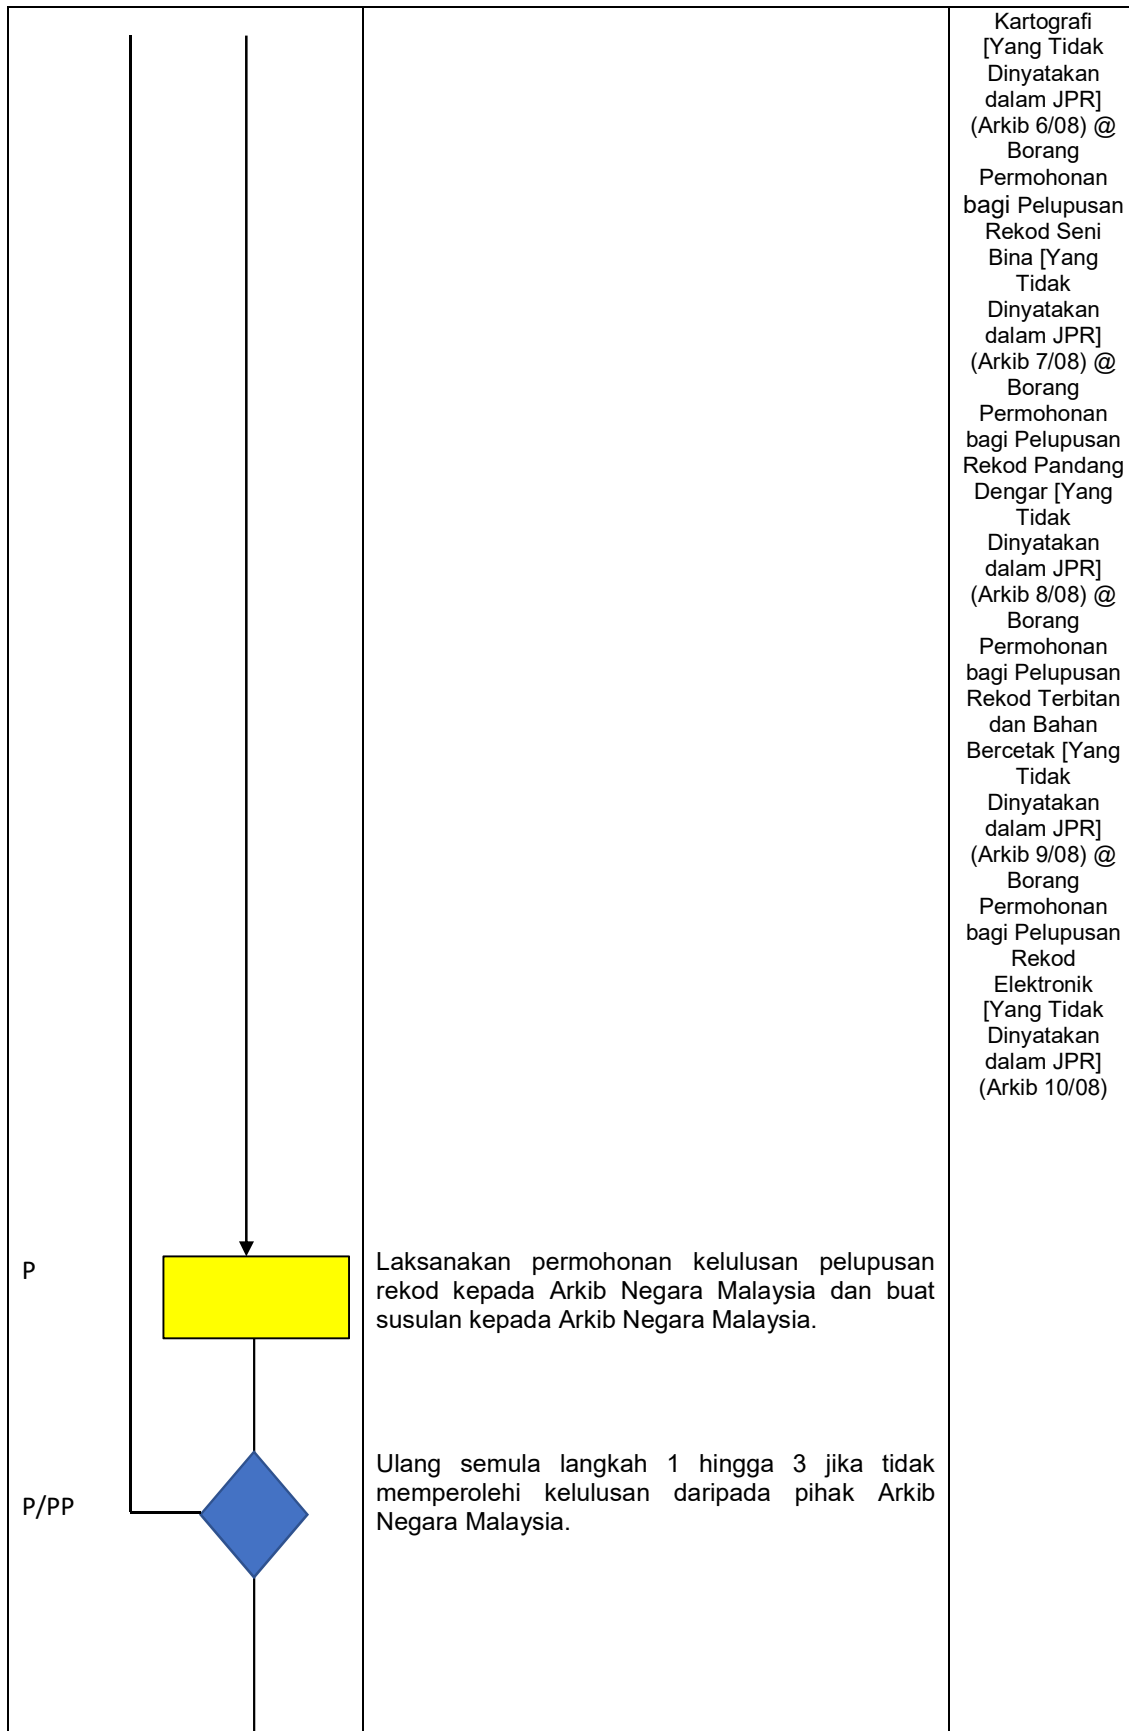 Kartografi
[Yang Tidak
Dinyatakan
dalam JPR]
(Arkib 6/08) @
Borang
Permohonan
bagi Pelupusan
Rekod Seni
Bina [Yang
Tidak
Dinyatakan
dalam JPR]
(Arkib 7/08) @
Borang
Permohonan
bagi Pelupusan
Rekod Pandang
Dengar [Yang
Tidak
Dinyatakan
dalam JPR]
(Arkib 8/08) @
Borang
Permohonan
bagi Pelupusan
Rekod Terbitan
dan Bahan
Bercetak [Yang
Tidak
Dinyatakan
dalam JPR]
(Arkib 9/08) @
Borang
Permohonan
bagi Pelupusan
Rekod
Elektronik
[Yang Tidak
Dinyatakan
dalam JPR]
(Arkib 10/08)
P
Laksanakan permohonan kelulusan pelupusan
rekod kepada Arkib Negara Malaysia dan buat
susulan kepada Arkib Negara Malaysia.
P/PP
Ulang semula langkah 1 hingga 3 jika tidak
memperolehi kelulusan daripada pihak Arkib
Negara Malaysia.